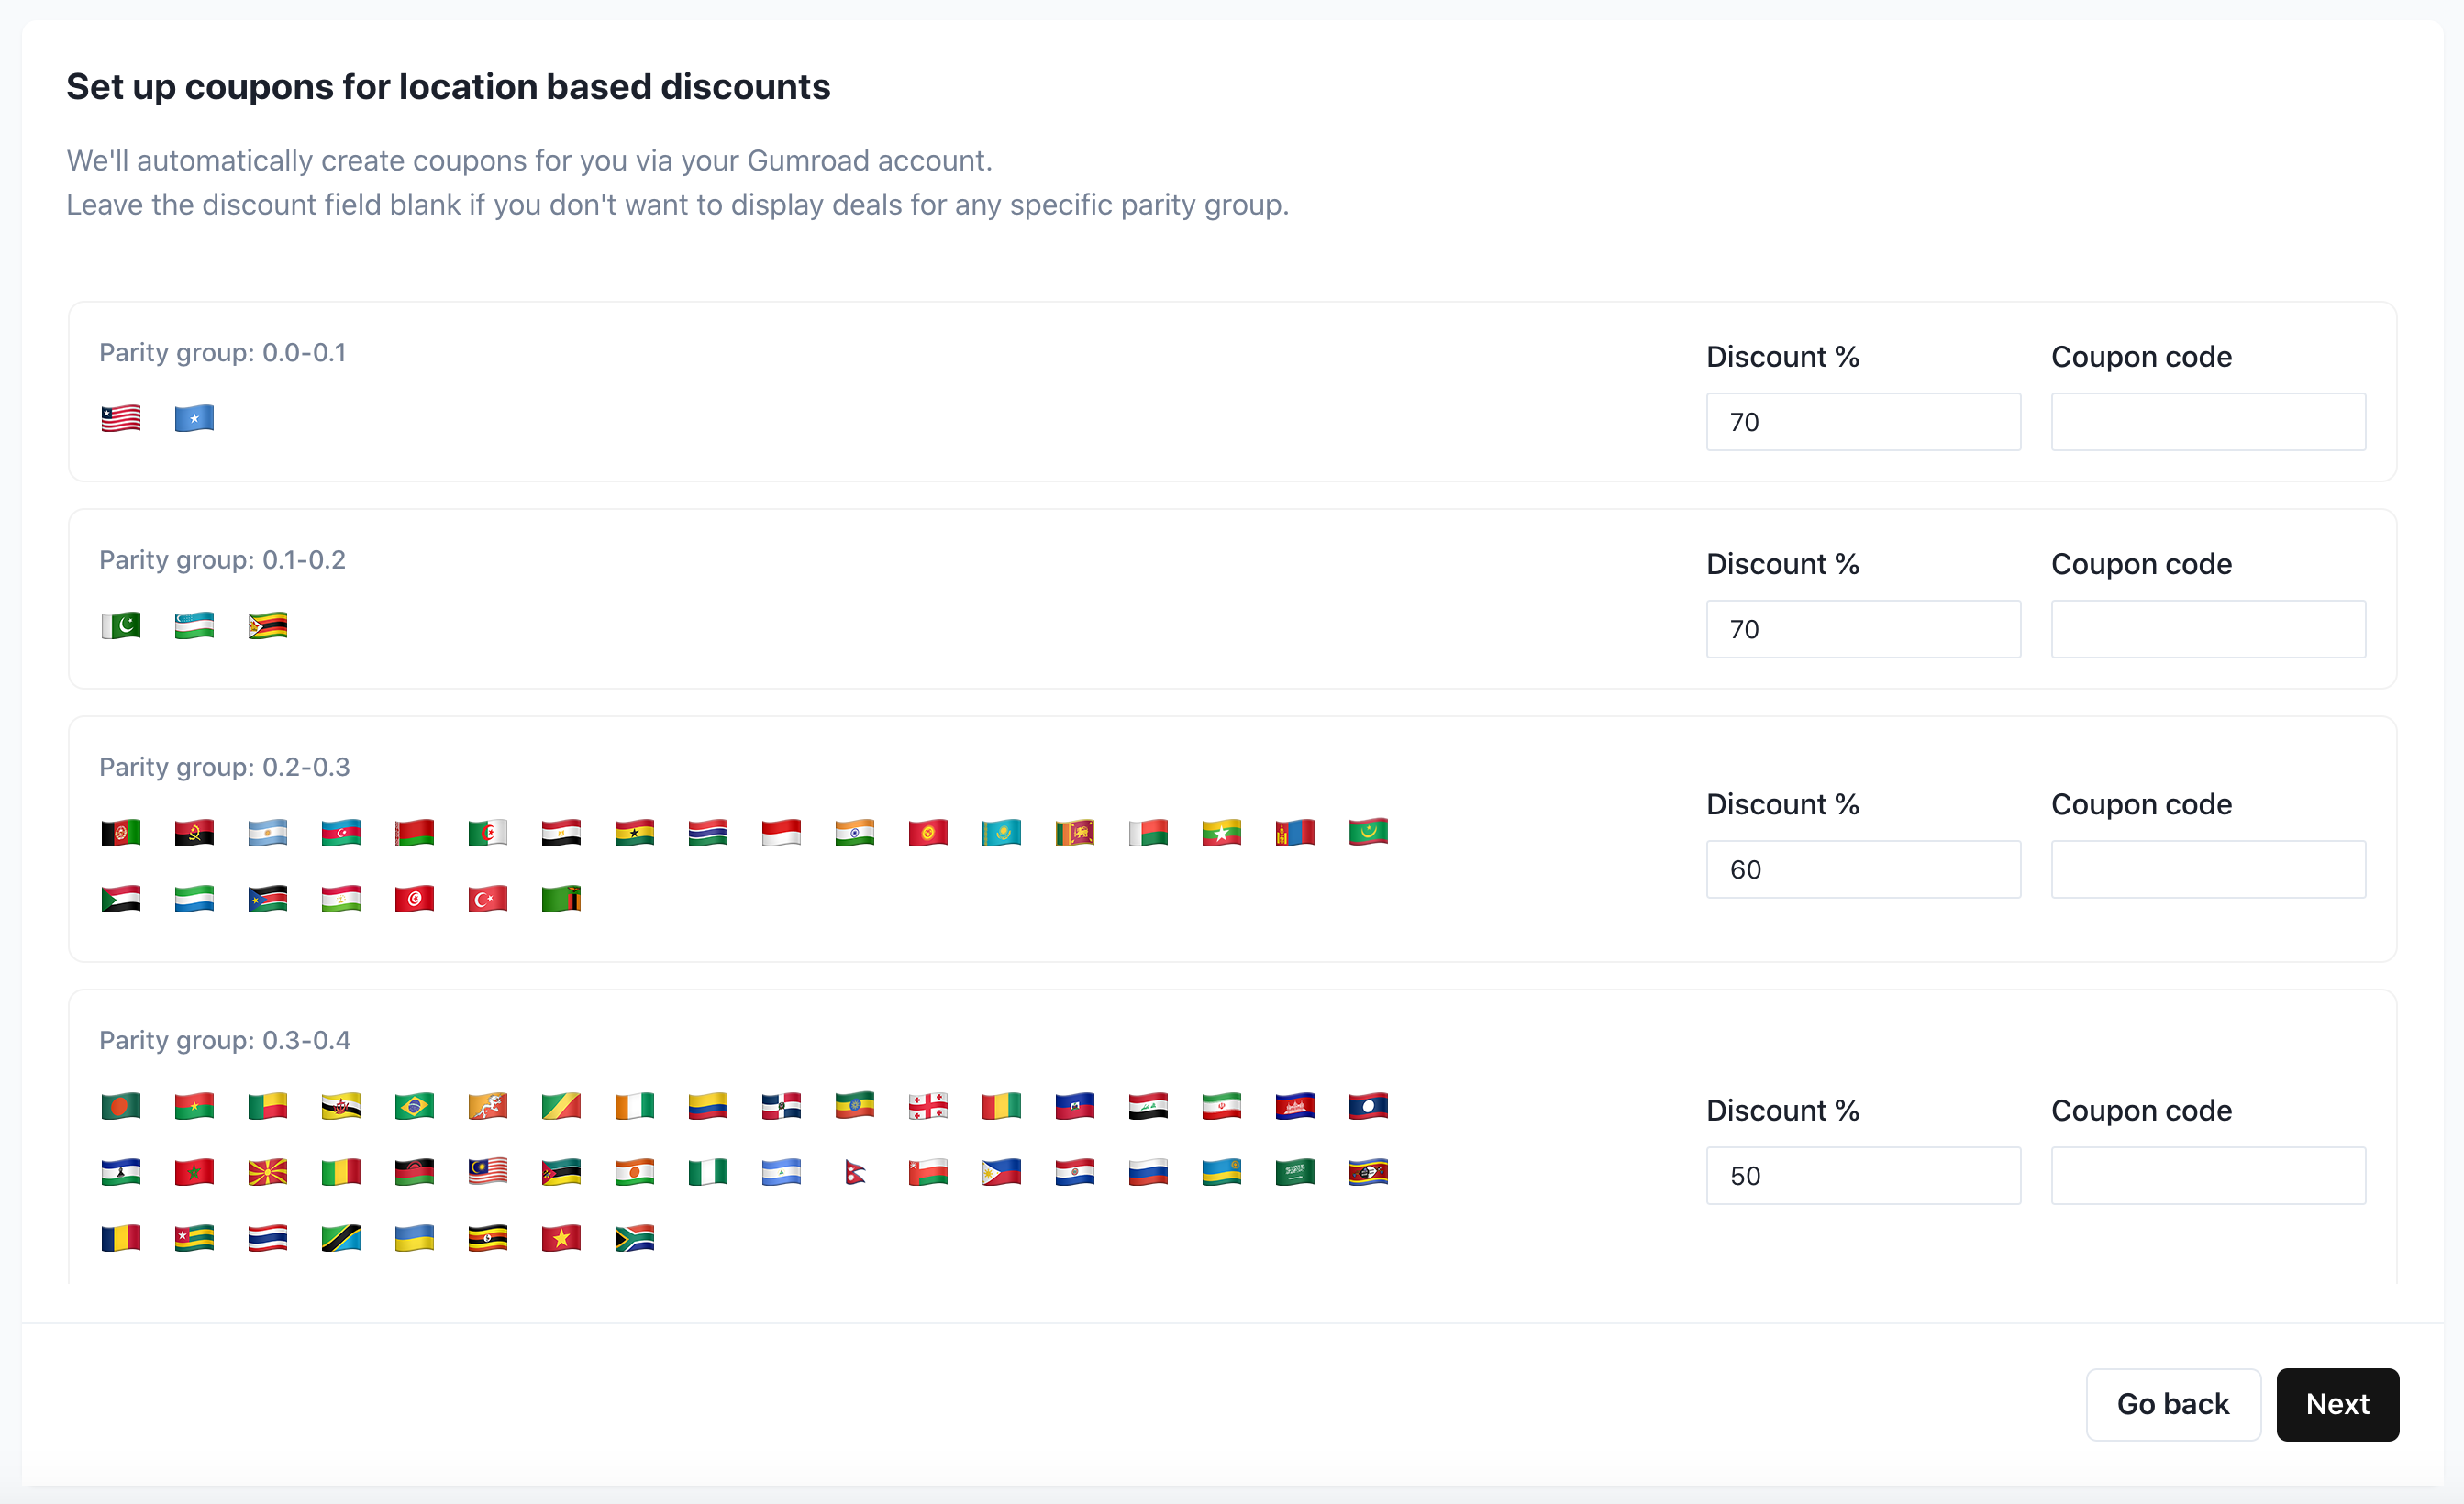 Set up coupons for location based discounts
We'll automatically create coupons for you via your Gumroad account.
Leave the discount field blank if you don't want to display deals for any specific parity group.
Parity group: 0.0-0.1
Discount %
Coupon code
70
Parity group: 0.1-0.2
Discount %
Coupon code
70
Parity group: 0.2-0.3
Discount %
Coupon code
60
Parity group: 0.3-0.4
Discount %
Coupon code
50
Go back
Next